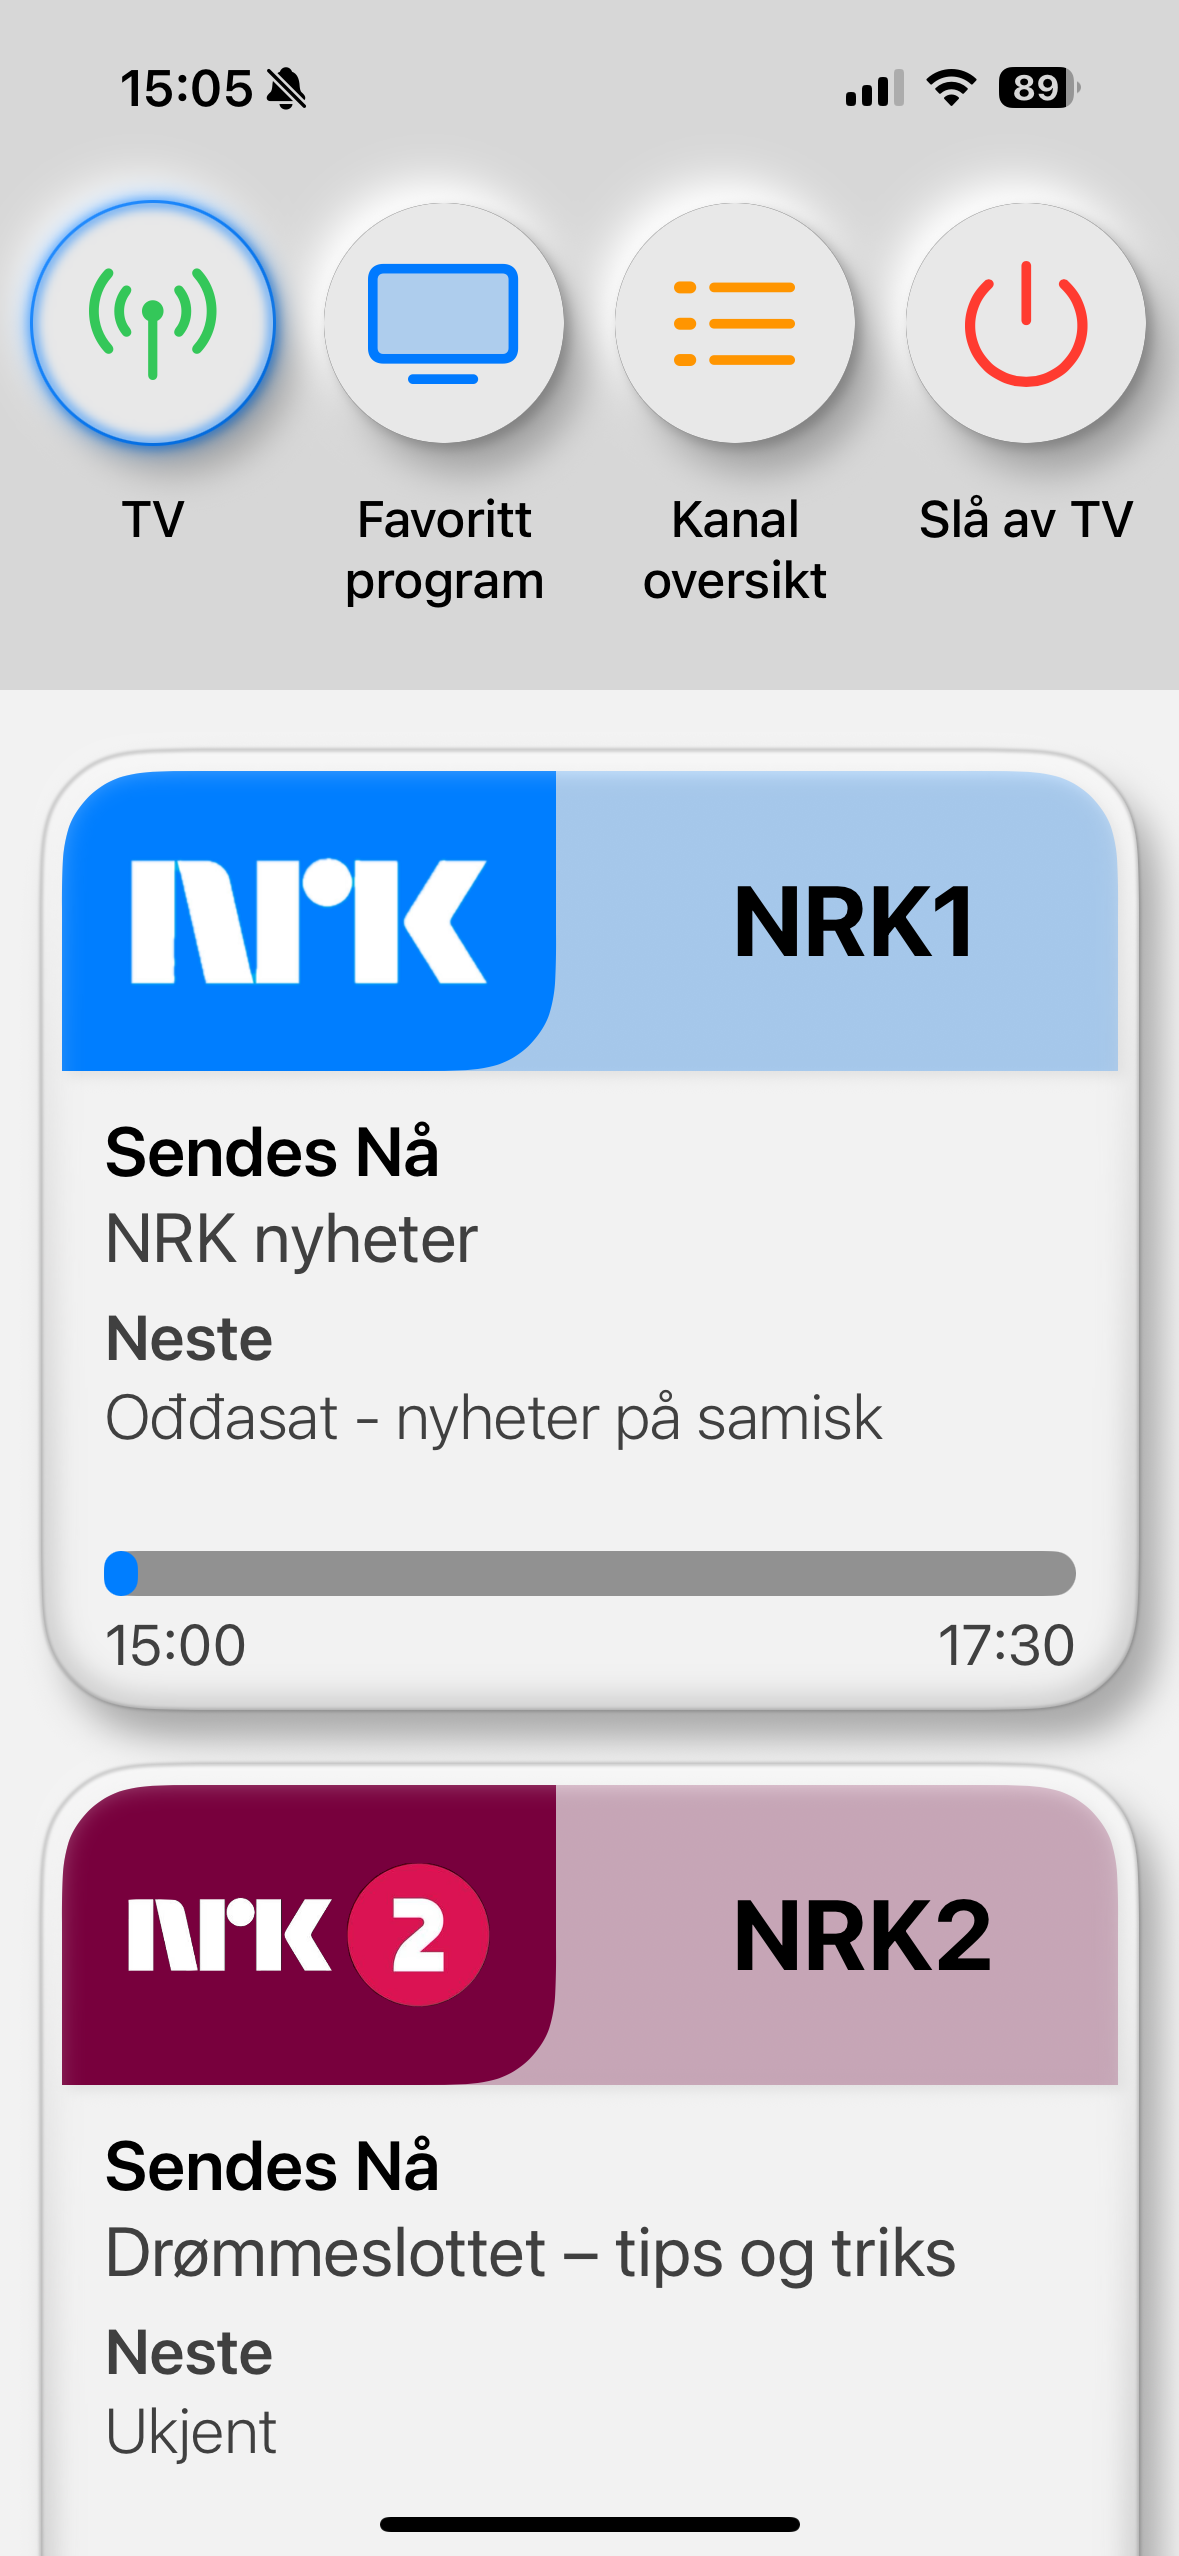 15:05
89
TV
Favoritt
program
Kanal
oversikt
Slå av TV
NRK
NRK1
Sendes Nå
NRK nyheter
Neste
Ođđasat - nyheter på samisk
15:00
17:30
NRK 2
NRK2
Sendes Nå
Drømmeslottet – tips og triks
Neste
Ukjent